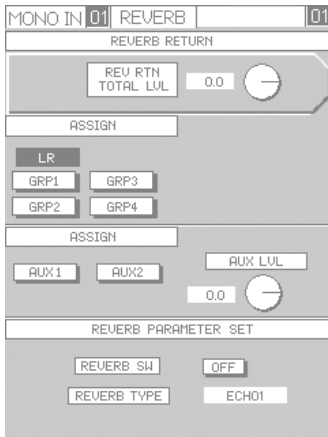 MONO IN 01 REVERB 01
REVERB RETURN
REV RTN
TOTAL LVL 0.0
ASSIGN
LR
GRP1 GRP3
GRP2 GRP4
ASSIGN
AUX1 AUX2 AUX LVL
0.0
REVERB PARAMETER SET
REVERB SW OFF
REVERB TYPE ECHO1